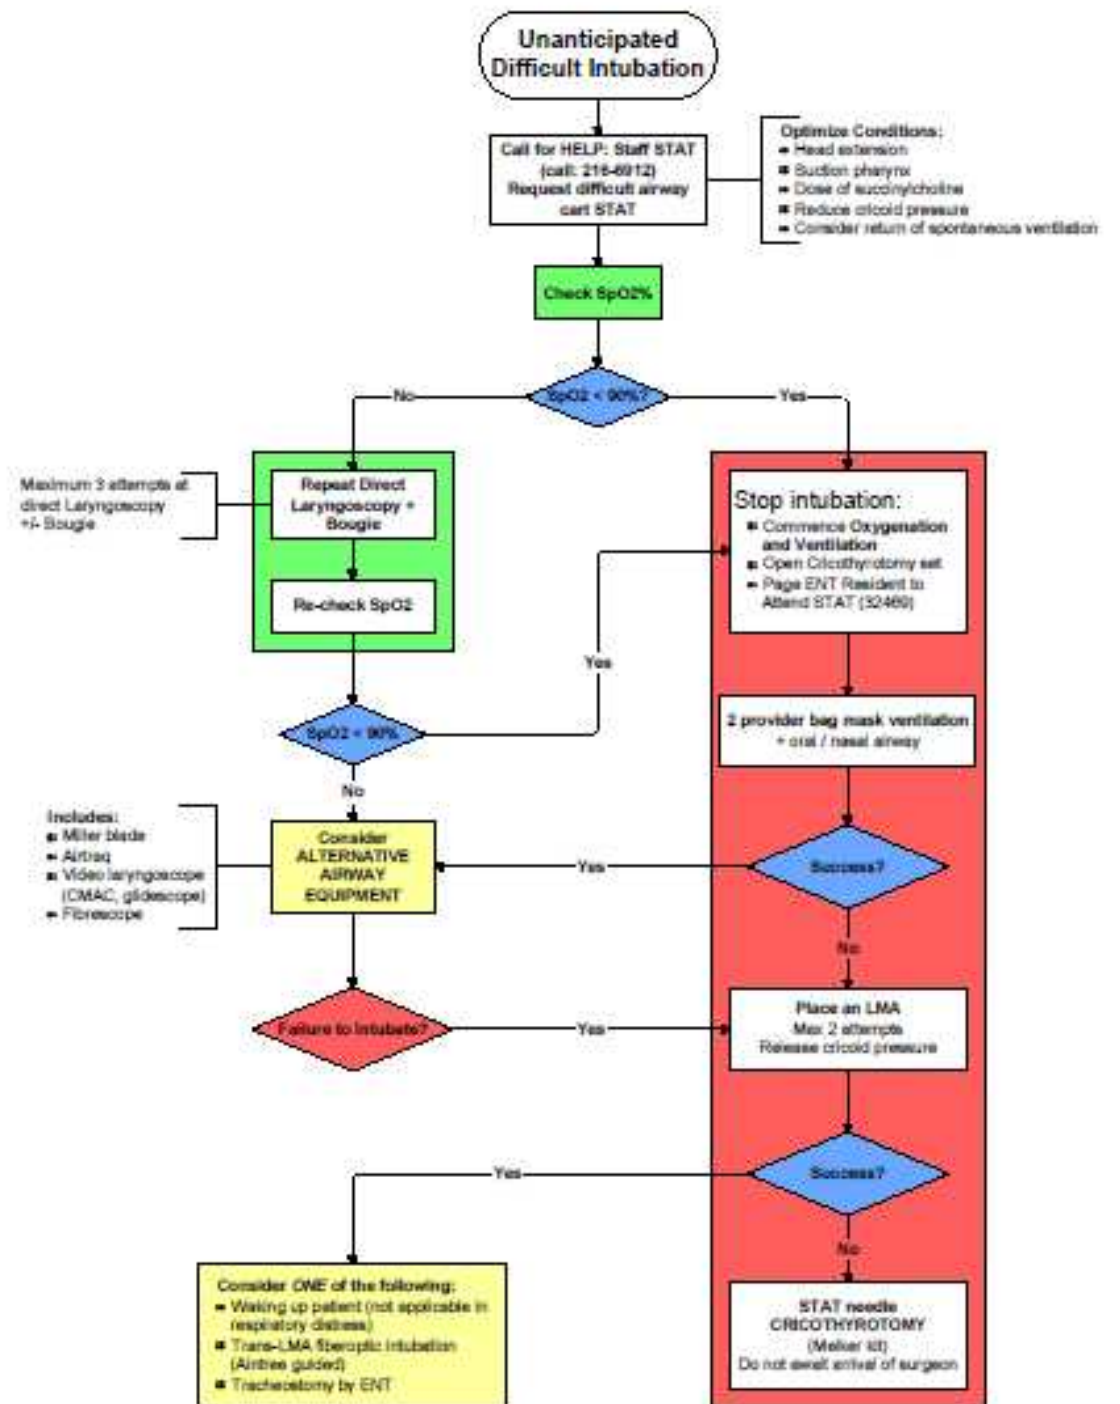 Unanticipated
Difficult Intubation
Call for HELP: Staff STAT
(call: 216-6912)
Request difficult airway
cart STAT
Optimize Conditions:
Head extension
Suction pharynx
Dose of succinylcholine
Reduce cricoid pressure
Consider return of spontaneous ventilation
Check SpO2%
SpO2 < 90%?
No
Yes
Maximum 3 attempts at
direct Laryngoscopy
+/- Bougie
Repeat Direct
Laryngoscopy +
Bougie
Re-check SpO2
Stop intubation:
Commence Oxygenation
and Ventilation
Open Cricothyrotomy set
Page ENT Resident to
Attend STAT (32469)
Yes
SpO2 < 90%
No
2 provider bag mask ventilation
+ oral / nasal airway
Includes:
Miller blade
Airtraq
Video laryngoscope
(CMAC, glidescope)
Fibrescope
Consider
ALTERNATIVE
AIRWAY
EQUIPMENT
Yes
Success?
No
Failure to Intubate?
Yes
Place an LMA
Max 2 attempts
Release cricoid pressure
Yes
Success?
No
Consider ONE of the following:
Waking up patient (not applicable in
respiratory distress)
Trans-LMA fiberoptic intubation
(Aintree guided)
Tracheostomy by ENT
STAT needle
CRICOTHYROTOMY
(Melker kit)
Do not await arrival of surgeon